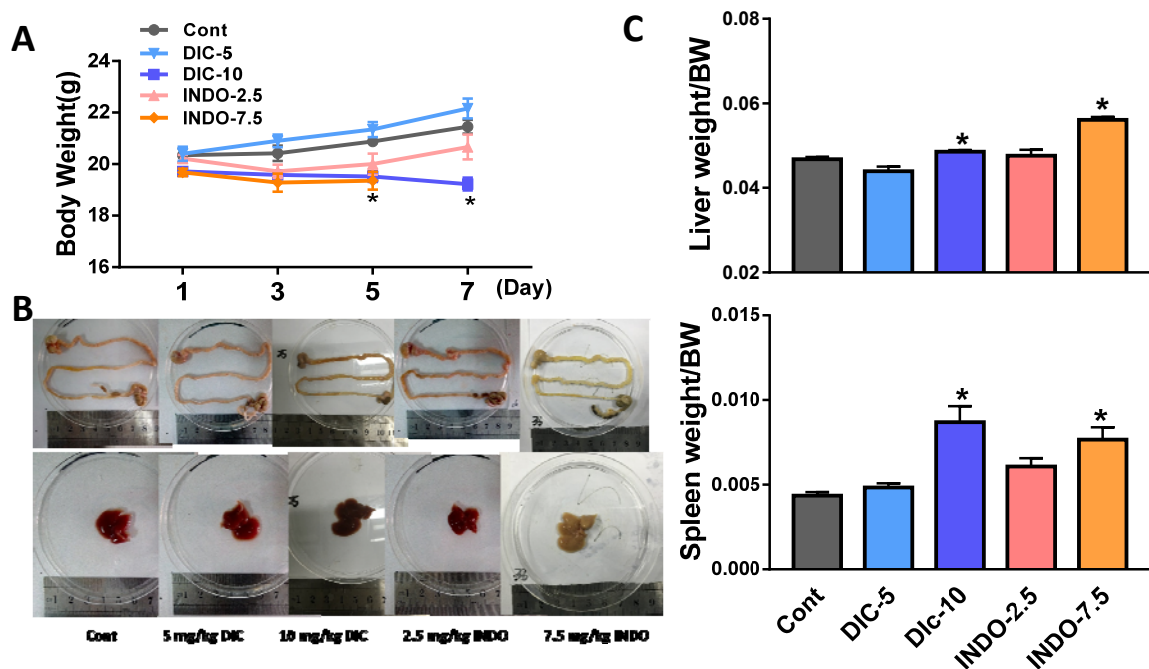 A
Cont
DIC-5
DIC-10
INDO-2.5
INDO-7.5
Body Weight(g)
24
22
20
18
16
*
*
1 3 5 7 (Day)
B
Cont 5 mg/kg DIC 10 mg/kg DIC 2.5 mg/kg INDO 7.5 mg/kg INDO
C
Liver weight/BW
0.08
0.06
0.04
0.02
*
*
Spleen weight/BW
0.015
0.010
0.005
0.000
*
*
Cont
DIC-5
DIc-10
INDO-2.5
INDO-7.5